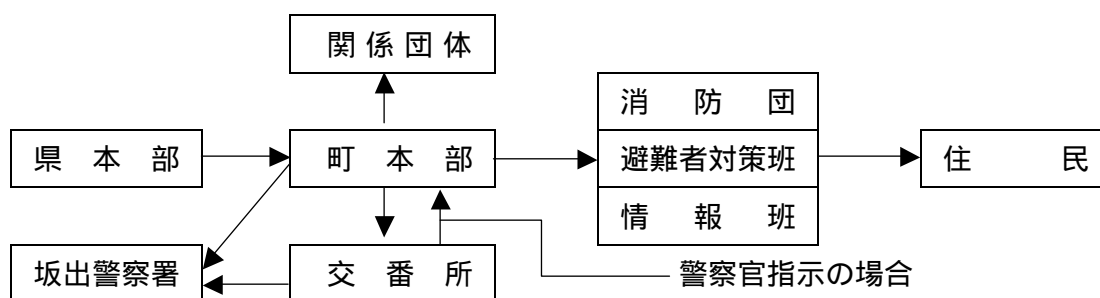 関係団体
消防団
県本部
町本部
避難者対策班
住民
情報班
坂出警察署
交番所
警察官指示の場合